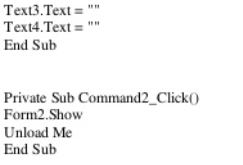 Text3.Text = ""
Text4.Text = ""
End Sub
Private Sub Command2_Click()
Form2.Show
Unload Me
End Sub